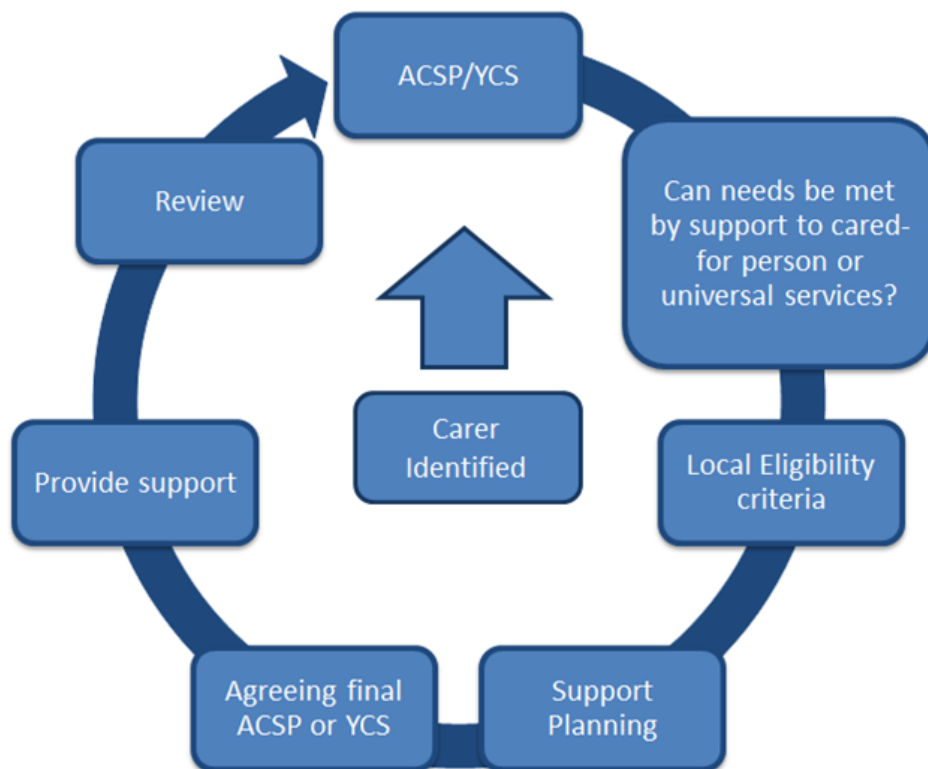 ACSP/YCS
Can needs be met
by support to cared-
for person or
universal services?
Local Eligibility
criteria
Support
Planning
Agreeing final
ACSP or YCS
Provide support
Review
Carer
Identified